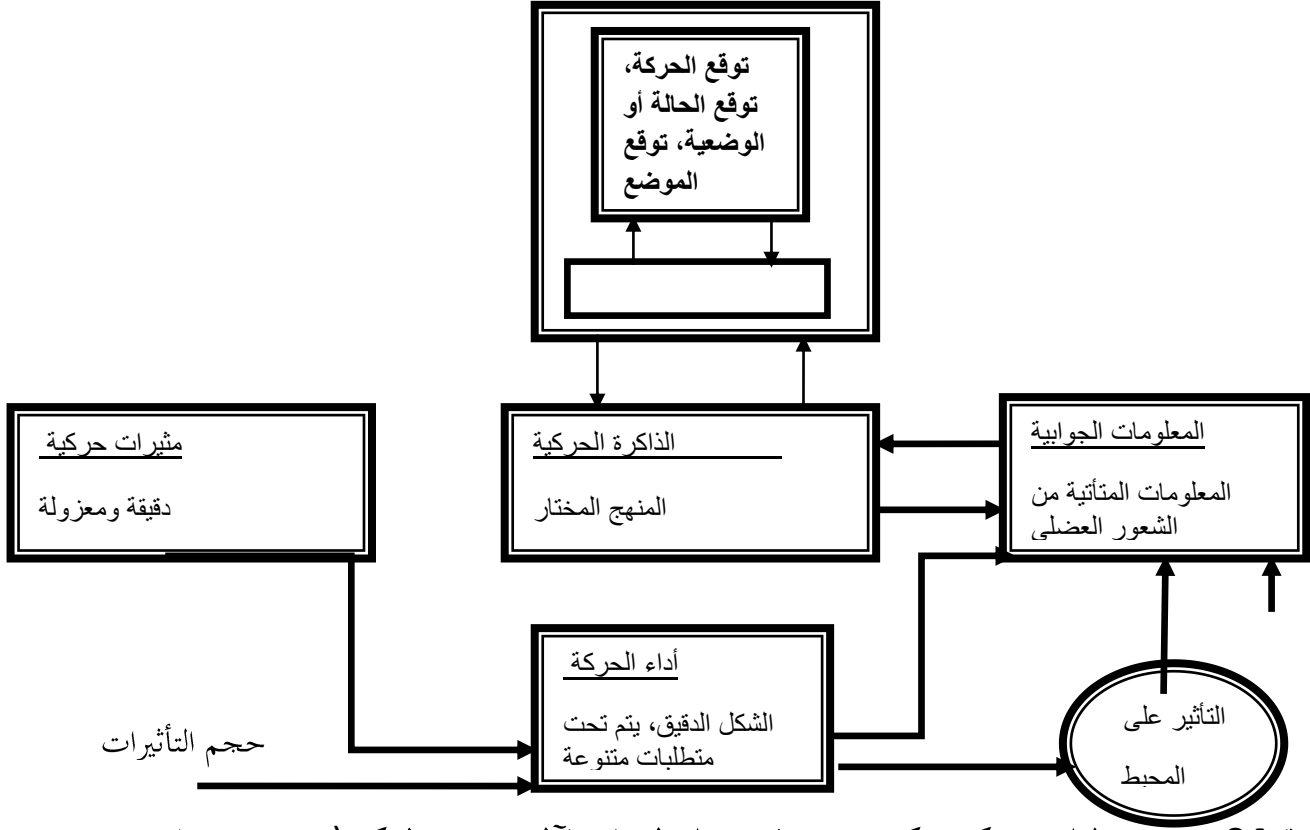 توقع الحركة،
توقع الحالة أو
الوضعية، توقع
الموضع
المعلومات الجوابية
المعلومات المتأتية من
الشعور العضلي
الذاكرة الحركية
المنهج المختار
مثيرات حركية
دقيقة ومعزولة
أداء الحركة
الشكل الدقيق، يتم تحت
متطلبات متنوعة
التأثير على
المحيط
حجم التأثيرات